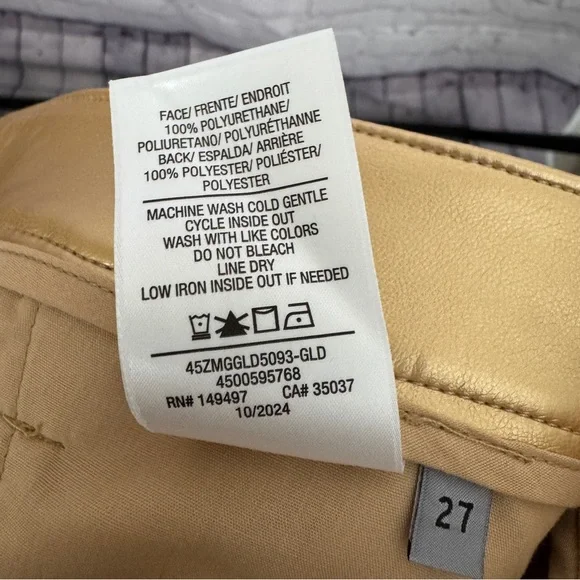 FACE/ FRENTE/ ENDROIT
100% POLYURETHANE/
POLIURETANO/ POLYURÉTHANNE
BACK/ ESPALDA/ ARRIÈRE
100% POLYESTER/ POLIÉSTER/
POLYESTER
MACHINE WASH COLD GENTLE
CYCLE INSIDE OUT
WASH WITH LIKE COLORS
DO NOT BLEACH
LINE DRY
LOW IRON INSIDE OUT IF NEEDED
45ZMGGLD5093-GLD
4500595768
RN# 149497 CA# 35037
10/2024
27